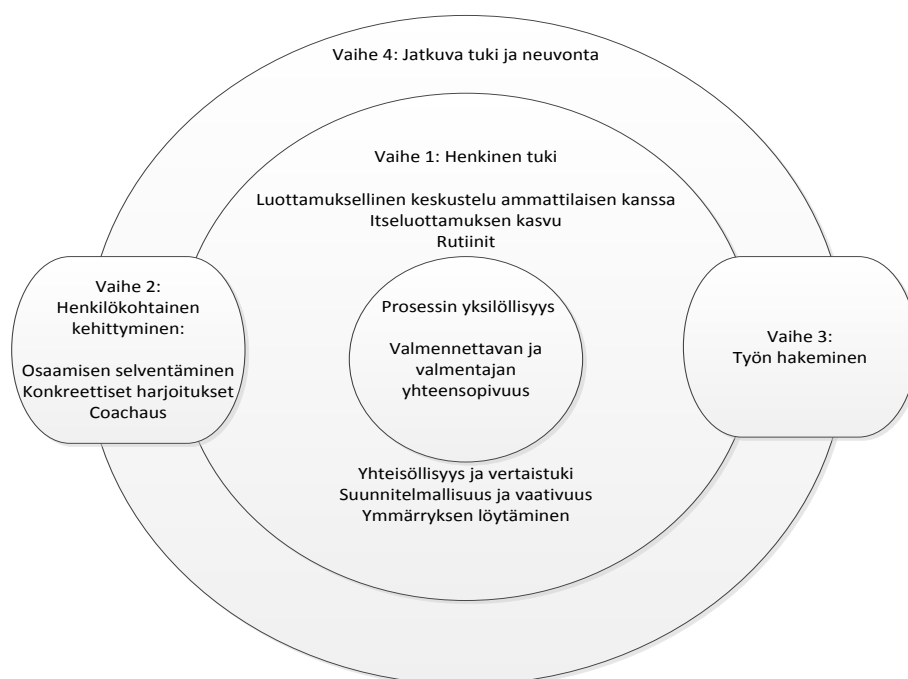 Vaihe 4: Jatkuva tuki ja neuvonta
Vaihe 1: Henkinen tuki
Luottamuksellinen keskustelu ammattilaisen kanssa
Itseluottamuksen kasvu
Rutiinit
Vaihe 2:
Henkilökohtainen
kehittyminen:
Osaamisen selventäminen
Konkreettiset harjoitukset
Coachaus
Prosessin yksilöllisyys
Valmennettavan ja
valmentajan
yhteensopivuus
Vaihe 3:
Työn hakeminen
Yhteisöllisyys ja vertaistuki
Suunnitelmallisuus ja vaativuus
Ymmärryksen löytäminen